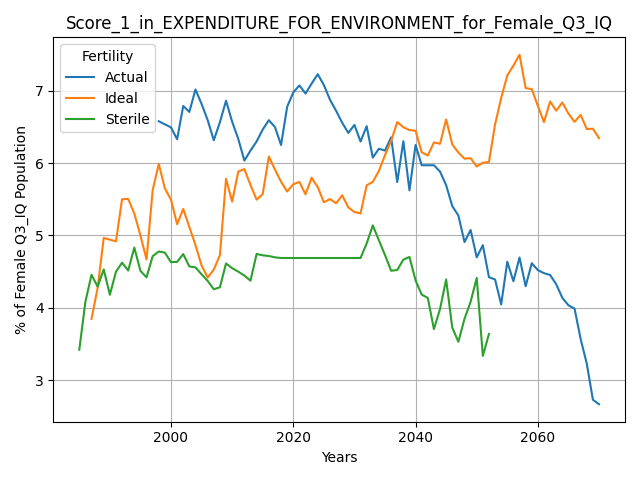 Score_1_in_EXPENDITURE_FOR_ENVIRONMENT_for_Female_Q3_IQ
Fertility
Actual
Ideal
Sterile
% of Female Q3_IQ Population
7
6
5
4
3
2000 2020 2040 2060
Years